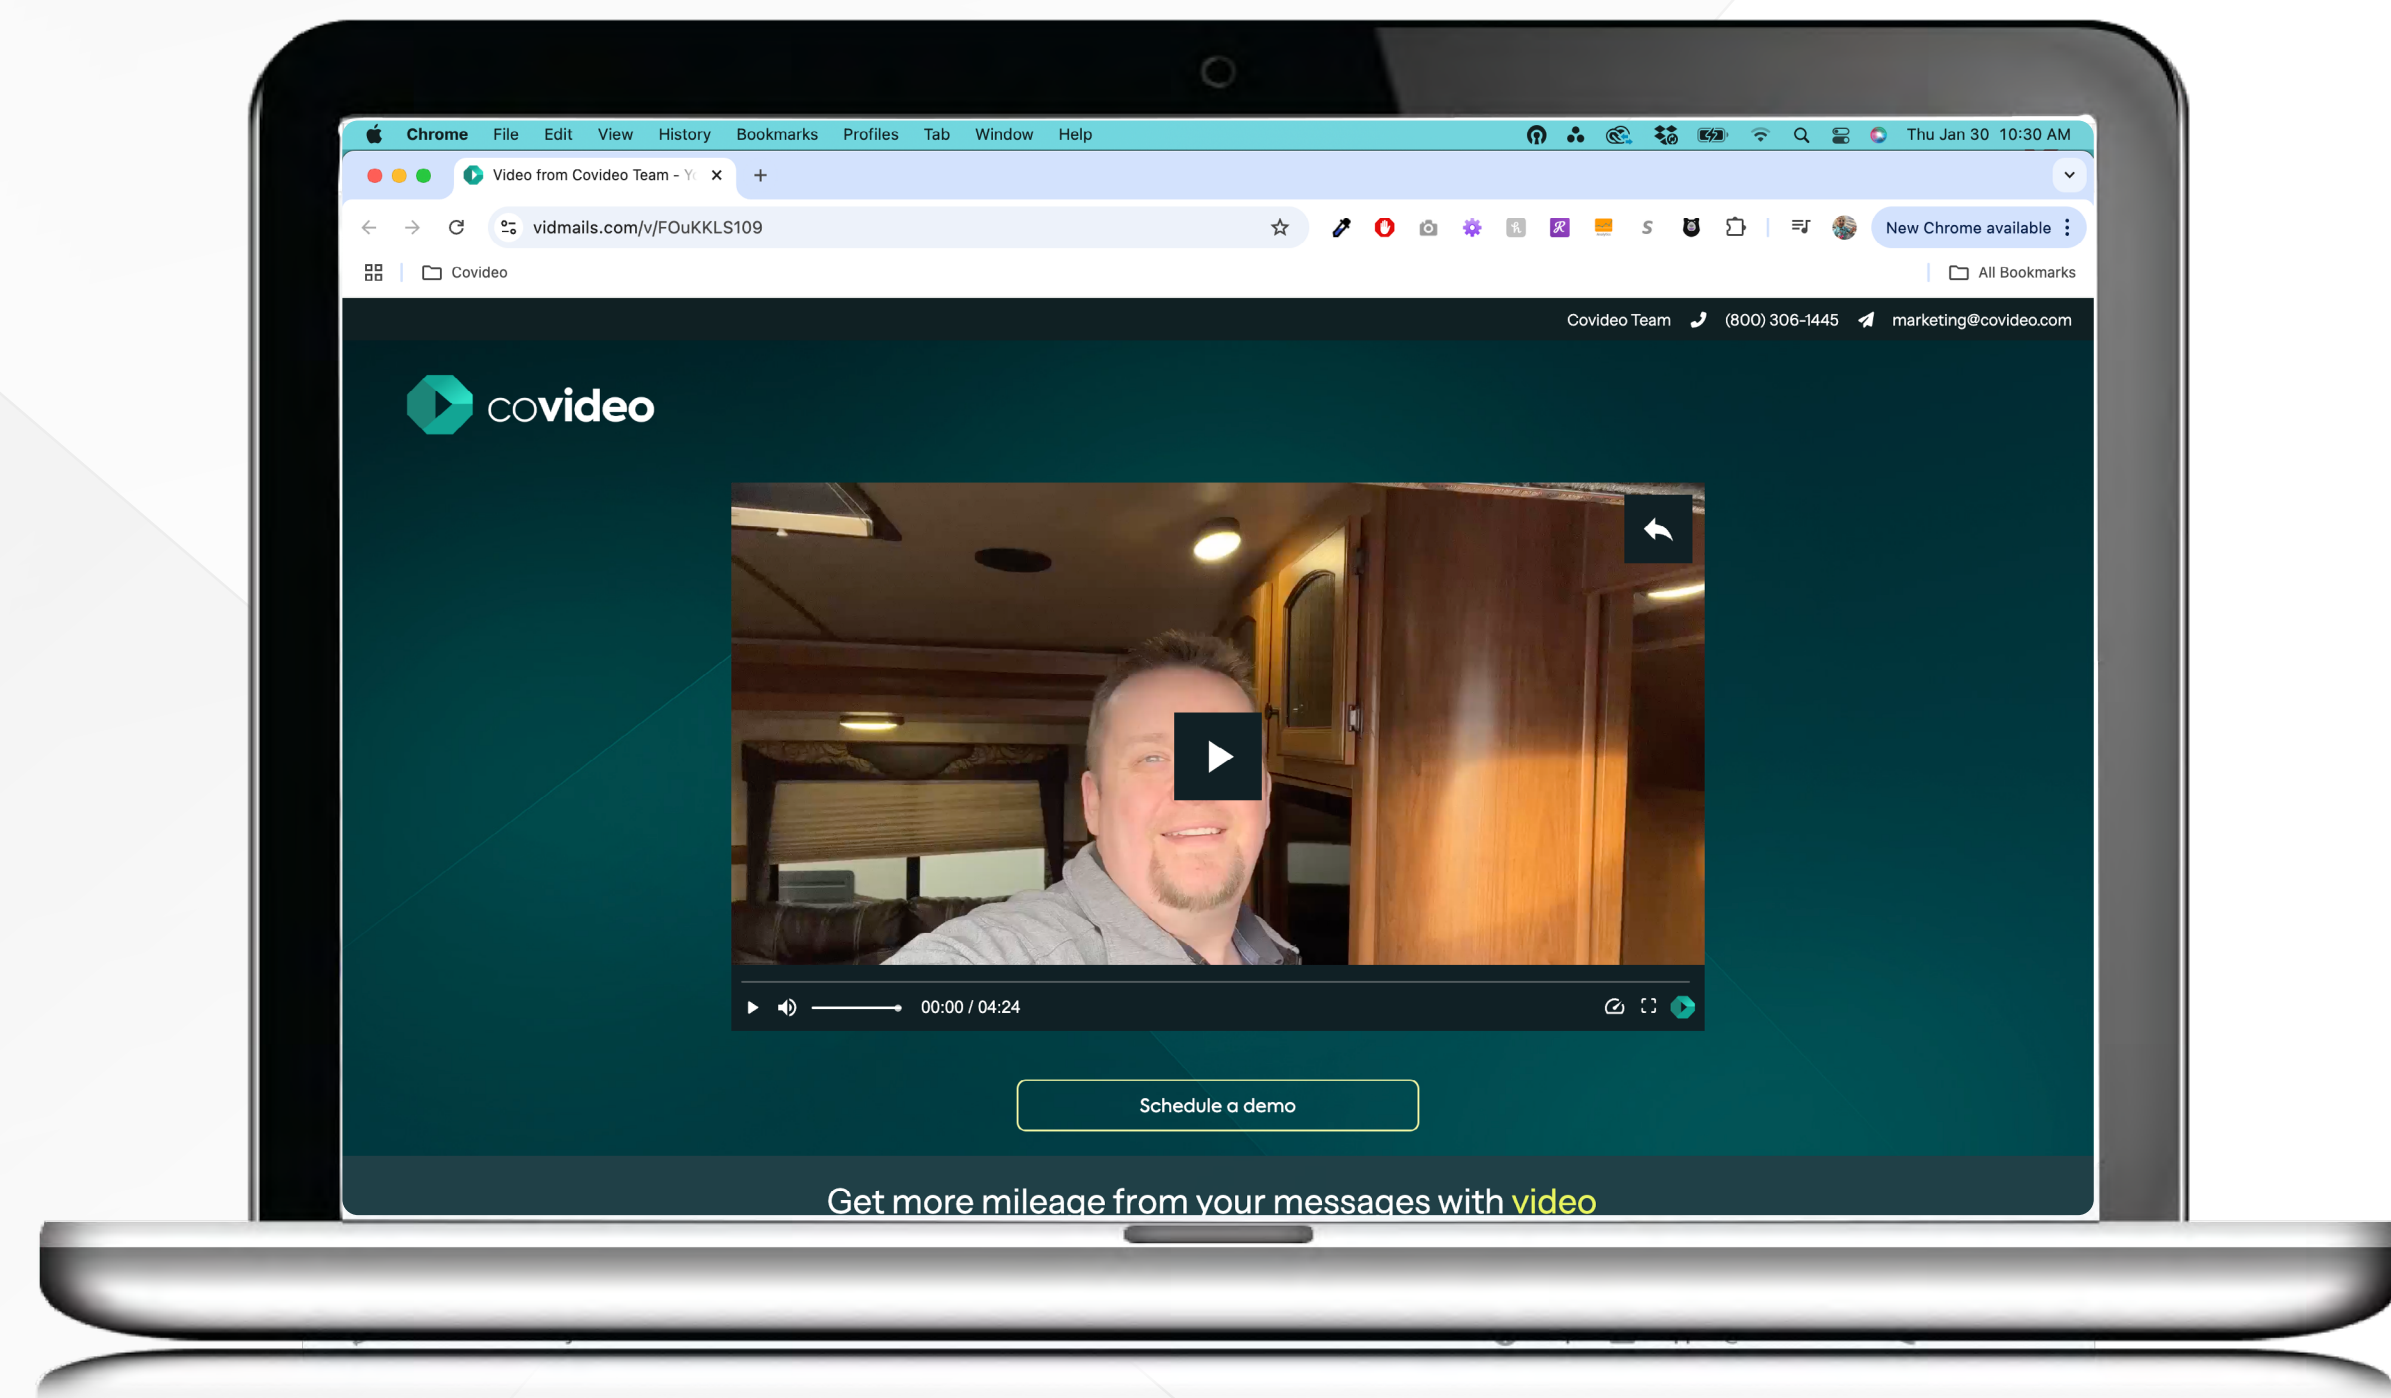 Chrome File Edit View History Bookmarks Profiles Tab Window Help Thu Jan 30 10:30 AM
Video from Covideo Team -
vidmails.com/v/FOuKKLS109 New Chrome available
Covideo All Bookmarks
Covideo Team (800) 306-1445 marketing@covideo.com
covideo
00:00 / 04:24
Schedule a demo
Get more mileage from your messages with video